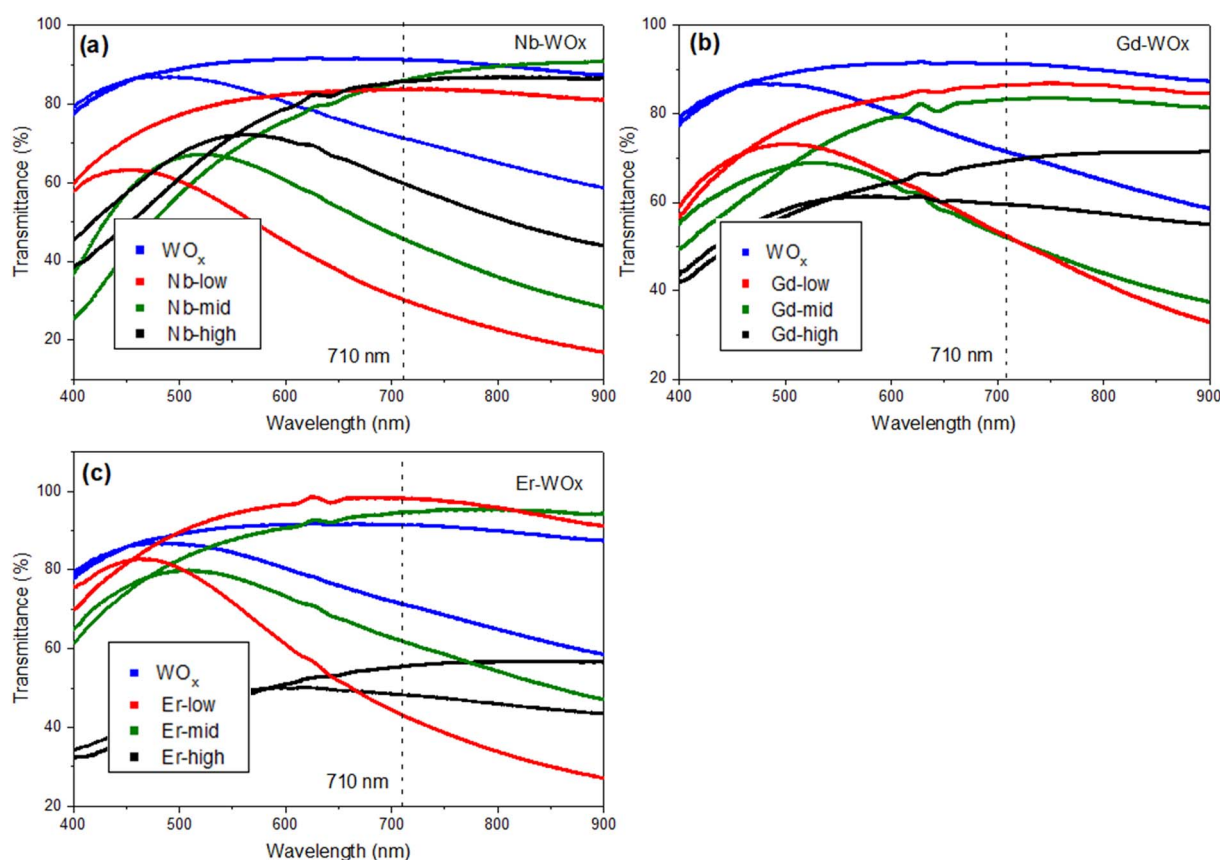 (a)
Nb-WOx
Transmittance (%)
100
80
60
40
20
WOx
Nb-low
Nb-mid
Nb-high
710 nm
400 500 600 700 800 900
Wavelength (nm)
(b)
Gd-WOx
Transmittance (%)
100
80
60
40
20
WOx
Gd-low
Gd-mid
Gd-high
710 nm
400 500 600 700 800 900
Wavelength (nm)
(c)
Er-WOx
Transmittance (%)
100
80
60
40
20
WOx
Er-low
Er-mid
Er-high
710 nm
400 500 600 700 800 900
Wavelength (nm)